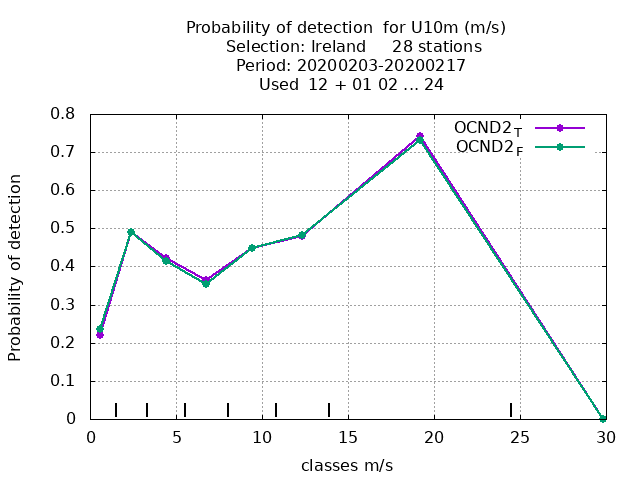 Probability of detection  for U10m (m/s)
Selection: Ireland     28 stations
Period: 20200203-20200217
Used  12 + 01 02 ... 24
OCND2T
OCND2F
Probability of detection
0.8
0.7
0.6
0.5
0.4
0.3
0.2
0.1
0
0 5 10 15 20 25 30
classes m/s